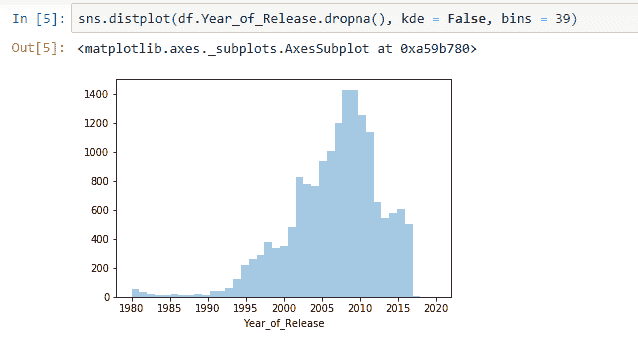 In [5]: sns.distplot(df.Year_of_Release.dropna(), kde = False, bins = 39)
Out[5]: <matplotlib.axes._subplots.AxesSubplot at 0xa59b780>
1400
1200
1000
800
600
400
200
0
1980 1985 1990 1995 2000 2005 2010 2015 2020
Year_of_Release